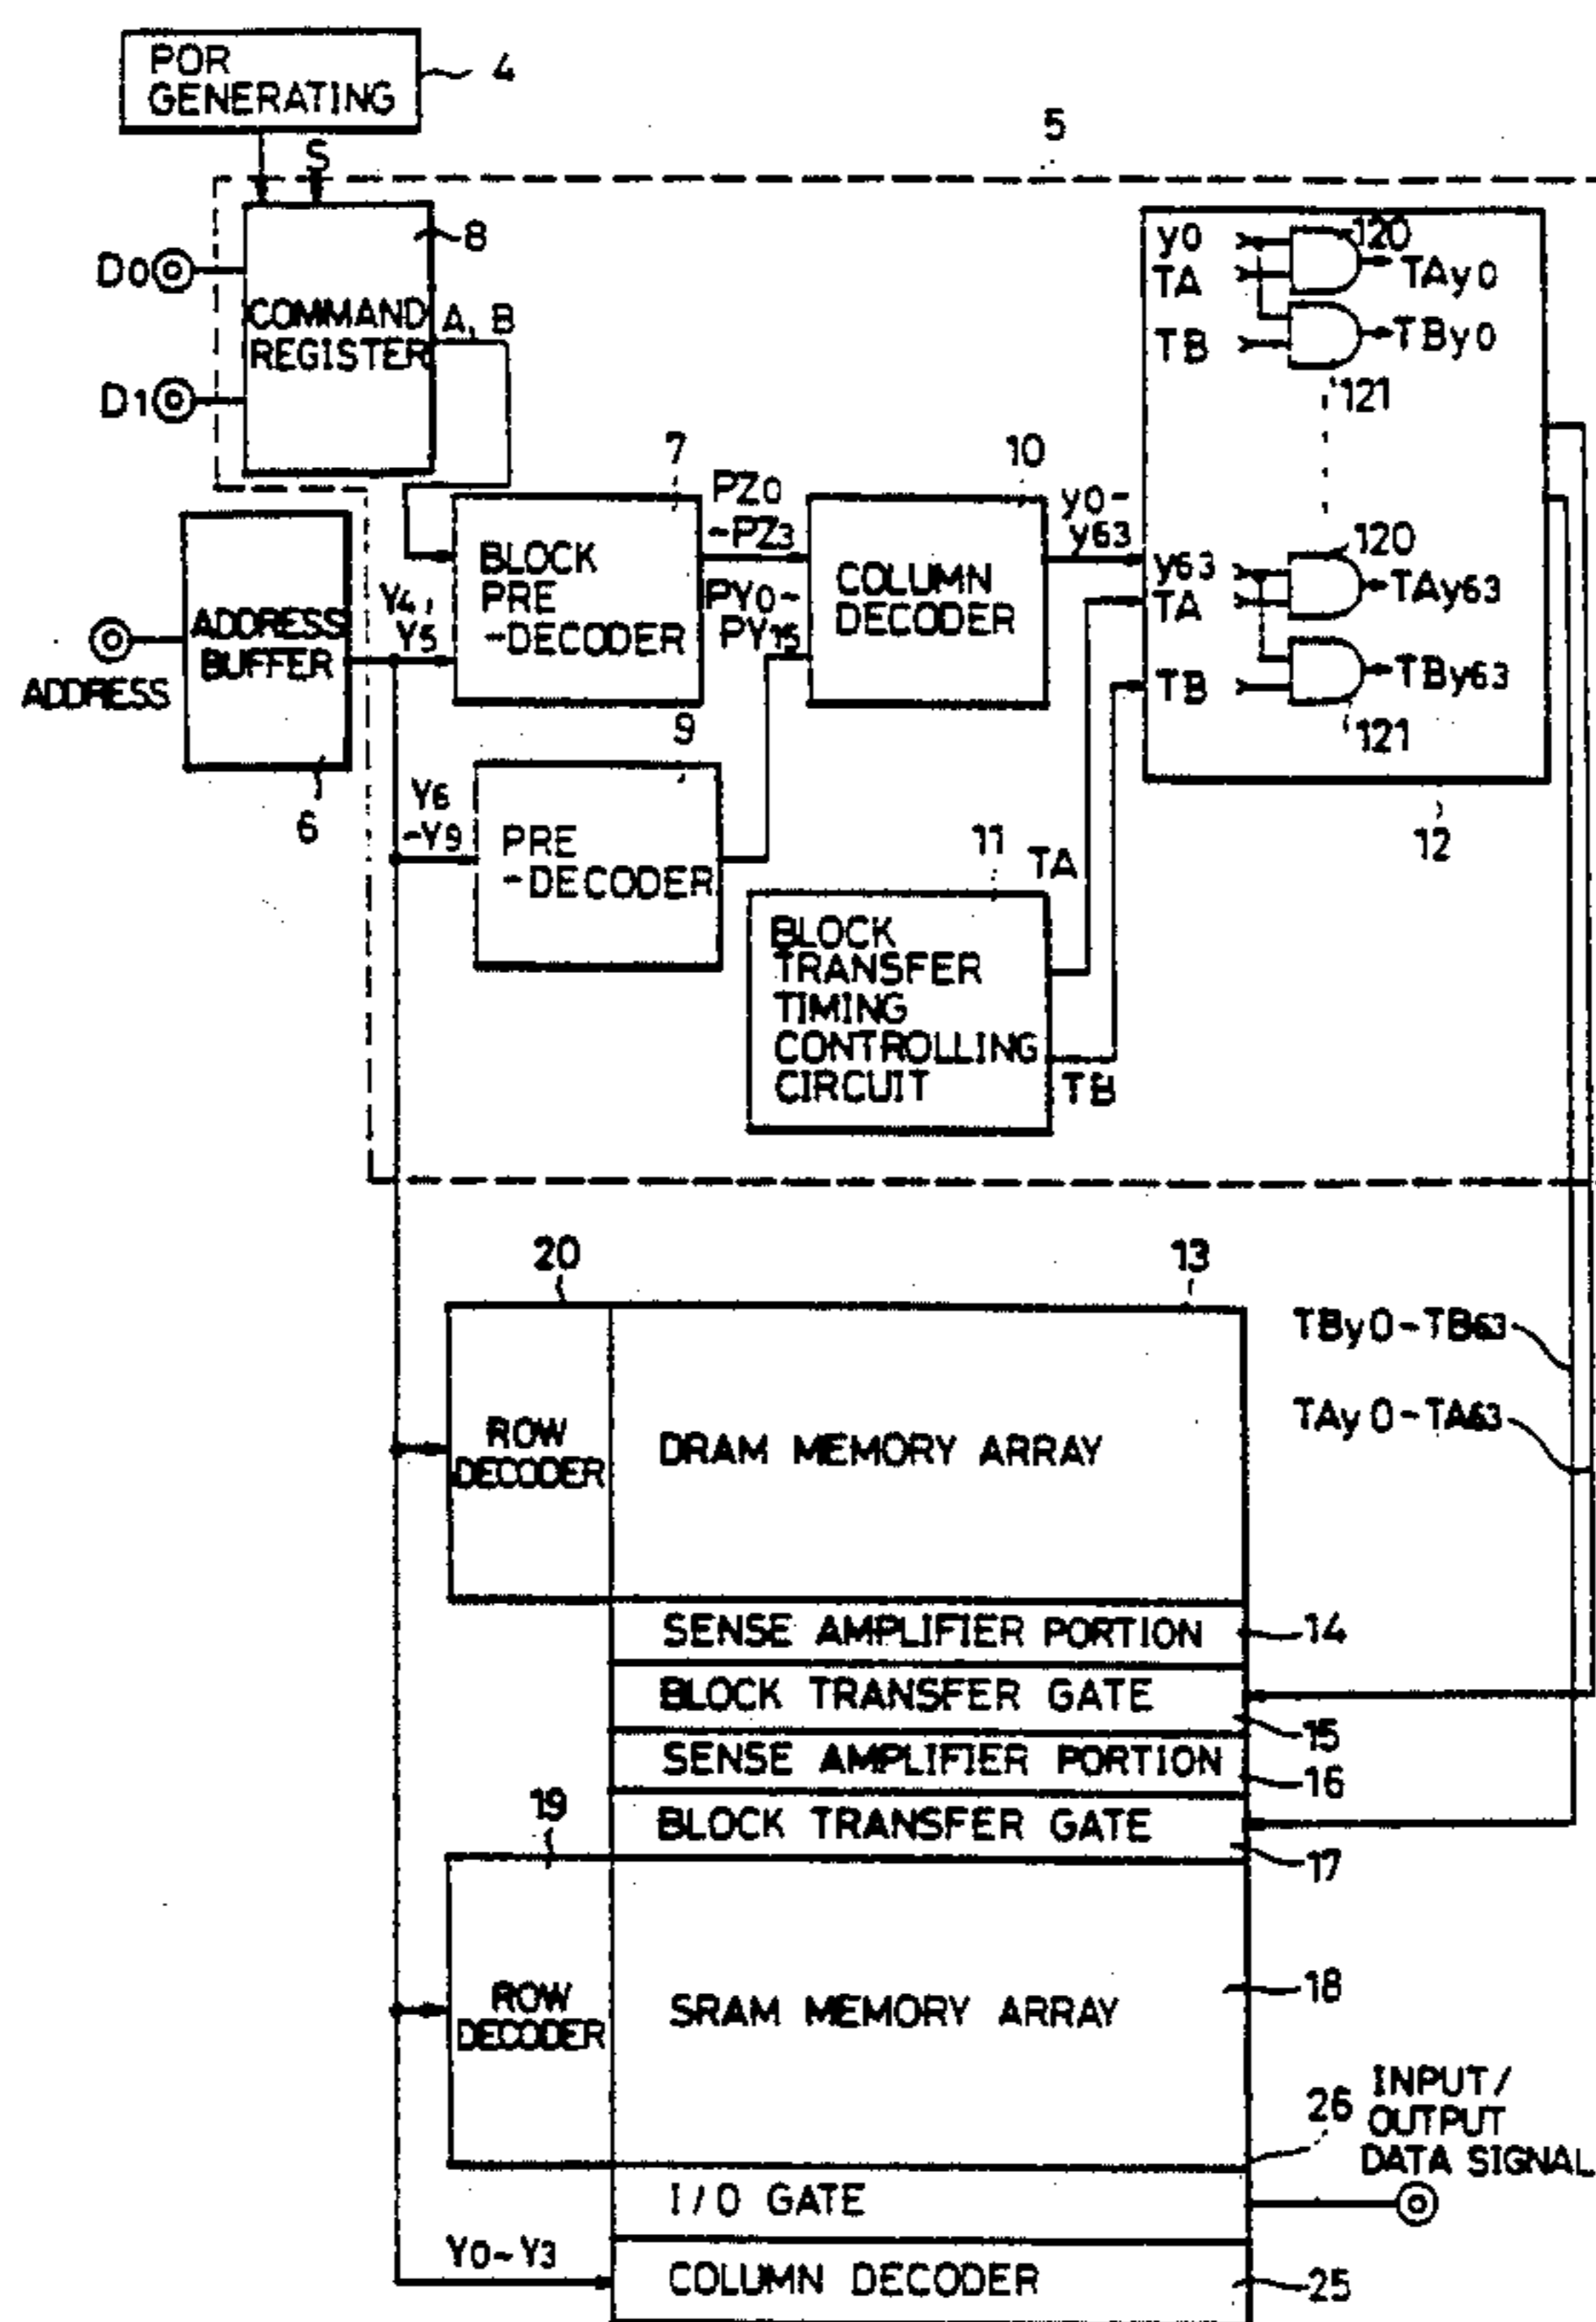 POR
GENERATING
4
S
5
8
D0
COMMAND
REGISTER
A, B
D1
7
PZ0
-PZ3
10
y0-
y63
y0
TA
TB
120
TAy0
TBy0
121
BLOCK
PRE
-DECODER
PY0-
PY15
COLUMN
DECODER
y63
TA
TB
120
TAy63
TBy63
121
12
Y4,
Y5
ADDRESS
BUFFER
ADDRESS
6
9
Y6
-Y9
PRE
-DECODER
11
TA
BLOCK
TRANSFER
TIMING
CONTROLLING
CIRCUIT
TB
20
13
TBy0-TB63
TAy0-TA63
ROW
DECODER
DRAM MEMORY ARRAY
SENSE AMPLIFIER PORTION
14
BLOCK TRANSFER GATE
15
SENSE AMPLIFIER PORTION
16
19
BLOCK TRANSFER GATE
17
ROW
DECODER
SRAM MEMORY ARRAY
18
26
INPUT/
OUTPUT
DATA SIGNAL
I/O GATE
Y0~Y3
COLUMN DECODER
25